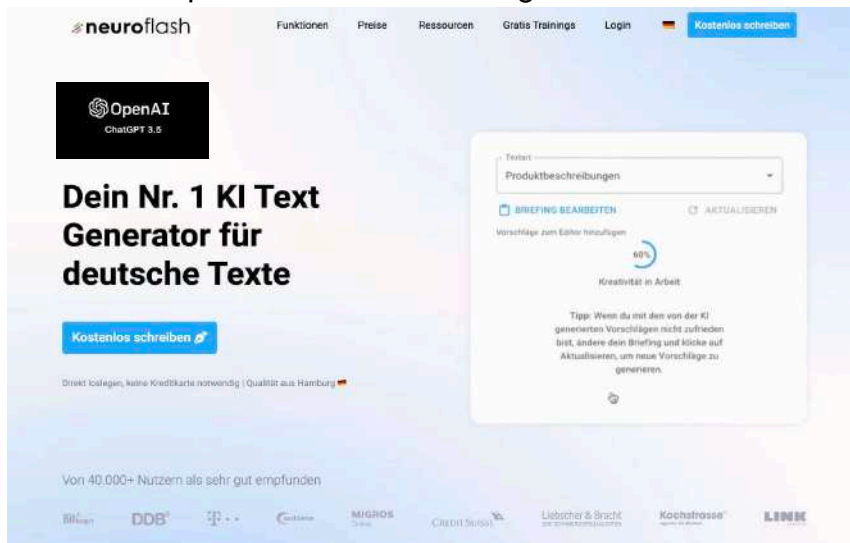 neuroflash
Funktionen Preise Ressourcen Gratis Trainings Login Kostenlos schreiben
OpenAI
ChatGPT 3.5
Dein Nr. 1 KI Text
Generator für
deutsche Texte
Kostenlos schreiben
Direkt loslegen, keine Kreditkarte notwendig | Qualität aus Hamburg
Textart
Produktbeschreibungen
BRIEFING BEARBEITEN AKTUALISIEREN
Vorschläge zum Editor hinzufügen
60%
Kreativität in Arbeit
Tipp: Wenn du mit den von der KI
generierten Vorschlägen nicht zufrieden
bist, ändere dein Briefing und klicke auf
Aktualisieren, um neue Vorschläge zu
generieren.
Von 40.000+ Nutzern als sehr gut empfunden
DDB T MIGROS CREDIT SUISSE Liebscher & Bracht Kochstrasse LINK